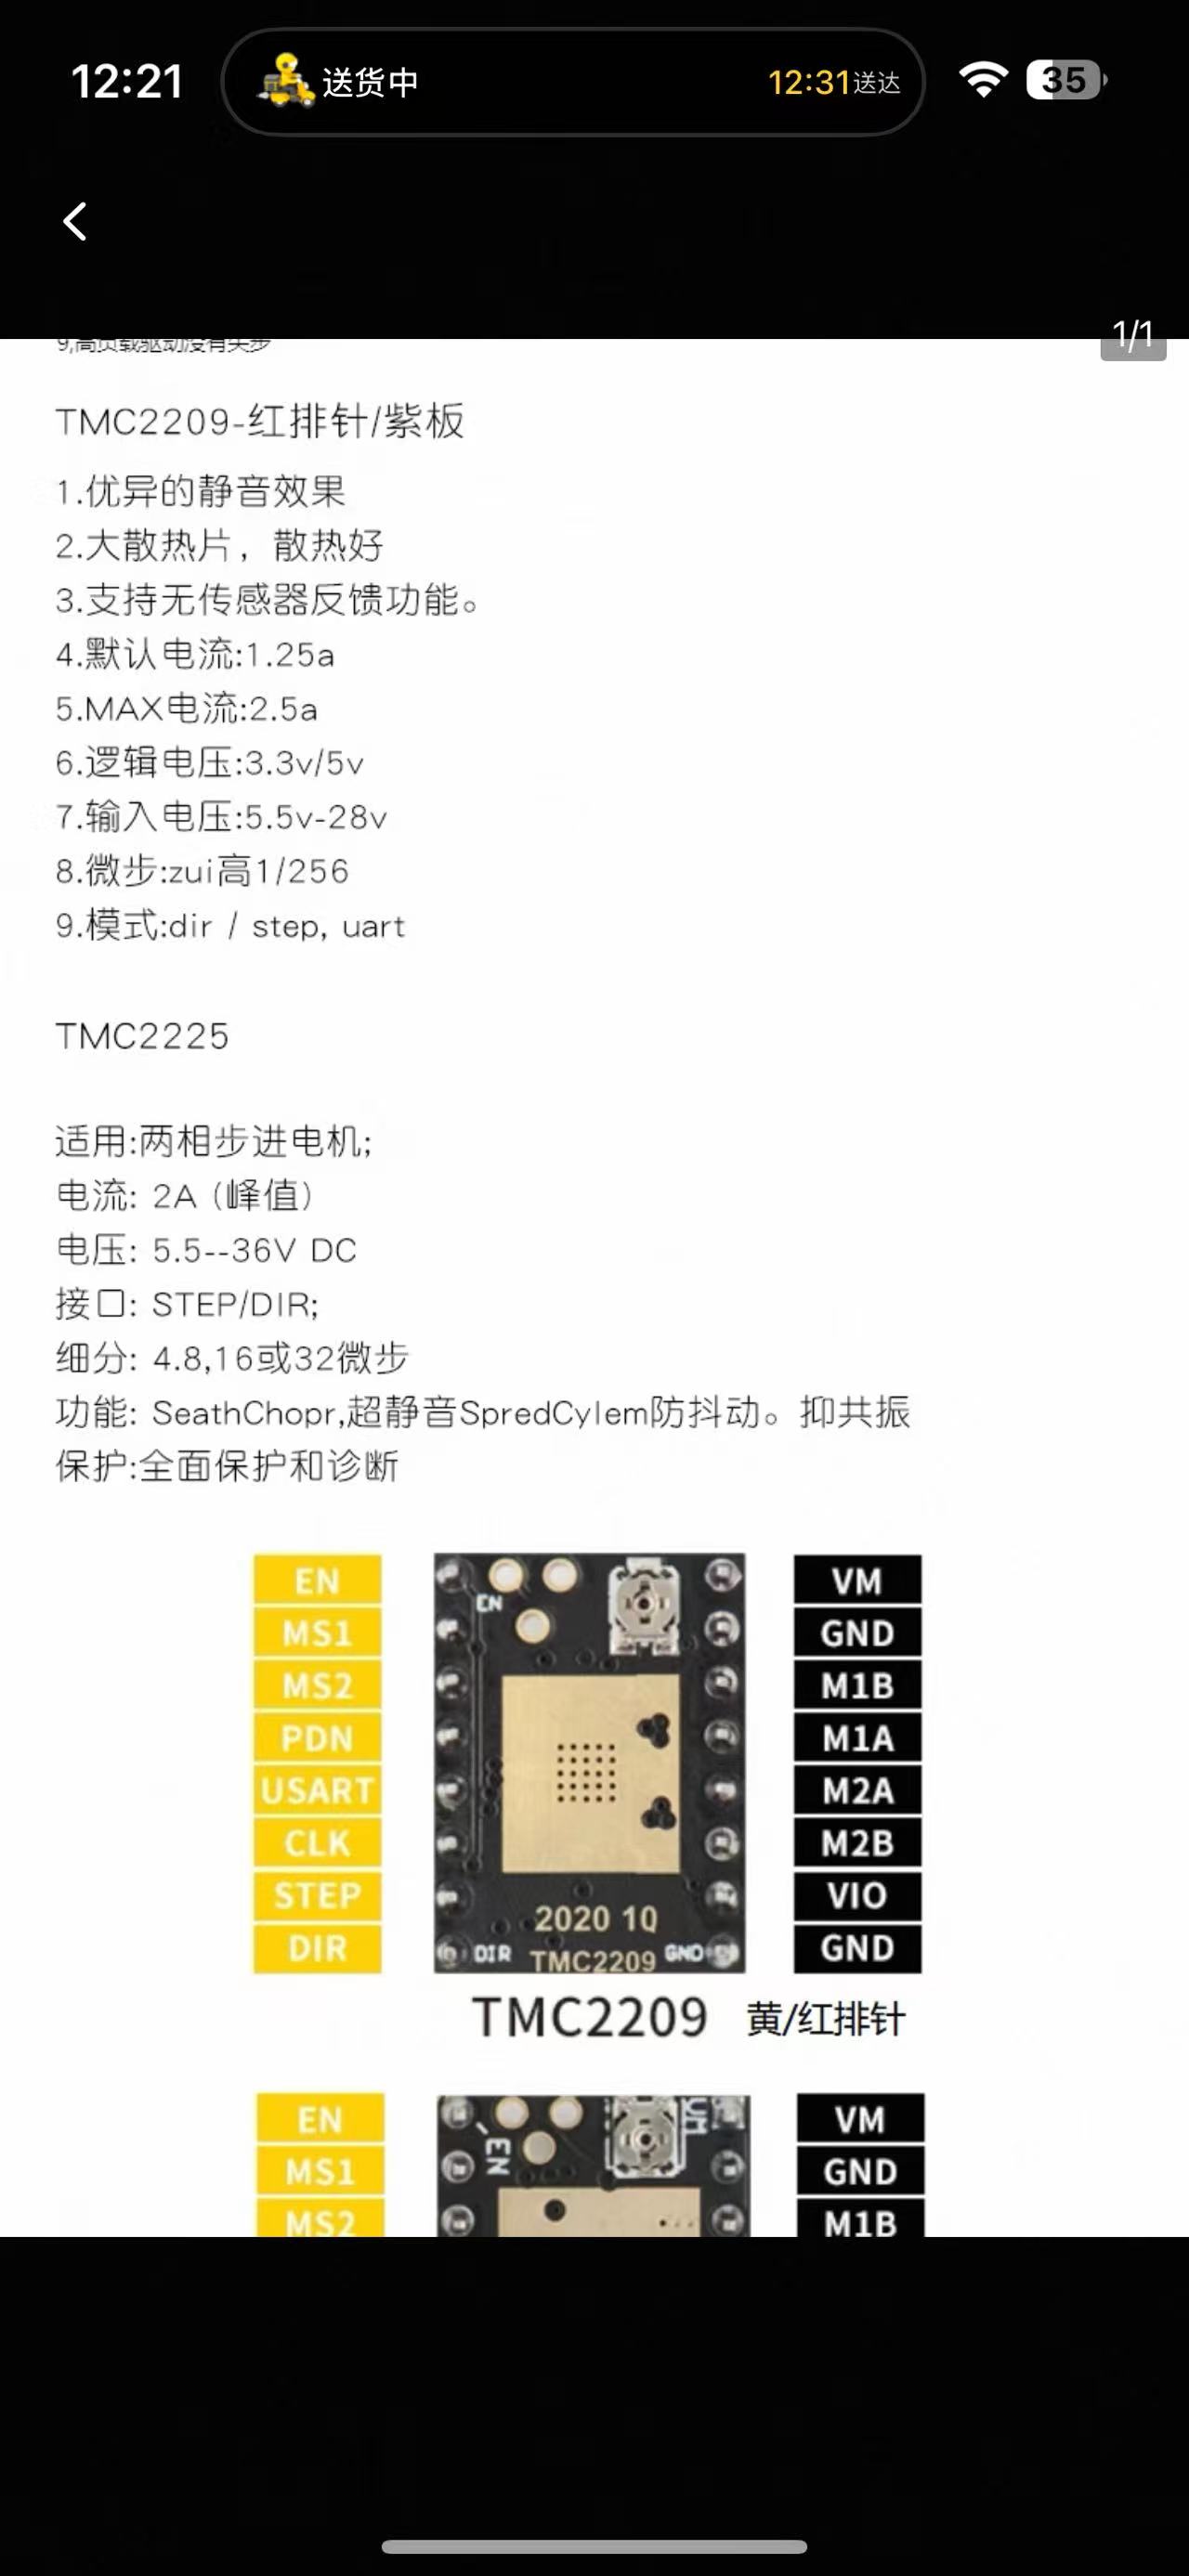 12:21
送货中
12:31送达
35
1/1
TMC2209-红排针/紫板
1.优异的静音效果
2.大散热片，散热好
3.支持无传感器反馈功能。
4.默认电流:1.25a
5.MAX电流:2.5a
6.逻辑电压:3.3v/5v
7.输入电压:5.5v-28v
8.微步:zui高1/256
9.模式:dir / step, uart
TMC2225
适用:两相步进电机;
电流: 2A (峰值)
电压: 5.5--36V DC
接口: STEP/DIR;
细分: 4.8,16或32微步
功能: SeathChopr,超静音SpredCylem防抖动。抑共振
保护:全面保护和诊断
EN
VM
EN
MS1
GND
MS2
M1B
PDN
M1A
USART
M2A
CLK
M2B
STEP
VIO
2020 1Q
DIR
DIR
TMC2209
GND
GND
TMC2209 黄/红排针
EN
VM
EN
VM
MS1
GND
MS2
M1B